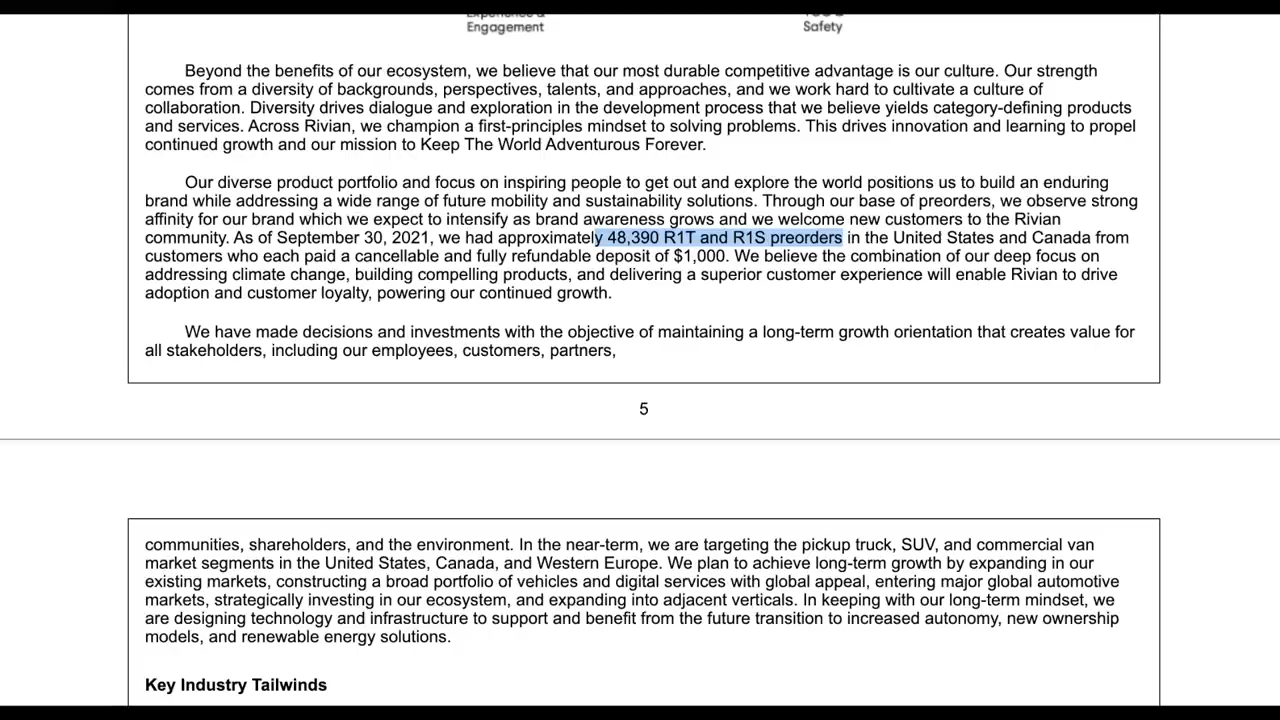 Engagement
Safety
Beyond the benefits of our ecosystem, we believe that our most durable competitive advantage is our culture. Our strength
comes from a diversity of backgrounds, perspectives, talents, and approaches, and we work hard to cultivate a culture of
collaboration. Diversity drives dialogue and exploration in the development process that we believe yields category-defining products
and services. Across Rivian, we champion a first-principles mindset to solving problems. This drives innovation and learning to propel
continued growth and our mission to Keep The World Adventurous Forever.
Our diverse product portfolio and focus on inspiring people to get out and explore the world positions us to build an enduring
brand while addressing a wide range of future mobility and sustainability solutions. Through our base of preorders, we observe strong
affinity for our brand which we expect to intensify as brand awareness grows and we welcome new customers to the Rivian
community. As of September 30, 2021, we had approximately 48,390 R1T and R1S preorders in the United States and Canada from
customers who each paid a cancellable and fully refundable deposit of $1,000. We believe the combination of our deep focus on
addressing climate change, building compelling products, and delivering a superior customer experience will enable Rivian to drive
adoption and customer loyalty, powering our continued growth.
We have made decisions and investments with the objective of maintaining a long-term growth orientation that creates value for
all stakeholders, including our employees, customers, partners,
5
communities, shareholders, and the environment. In the near-term, we are targeting the pickup truck, SUV, and commercial van
market segments in the United States, Canada, and Western Europe. We plan to achieve long-term growth by expanding in our
existing markets, constructing a broad portfolio of vehicles and digital services with global appeal, entering major global automotive
markets, strategically investing in our ecosystem, and expanding into adjacent verticals. In keeping with our long-term mindset, we
are designing technology and infrastructure to support and benefit from the future transition to increased autonomy, new ownership
models, and renewable energy solutions.
Key Industry Tailwinds